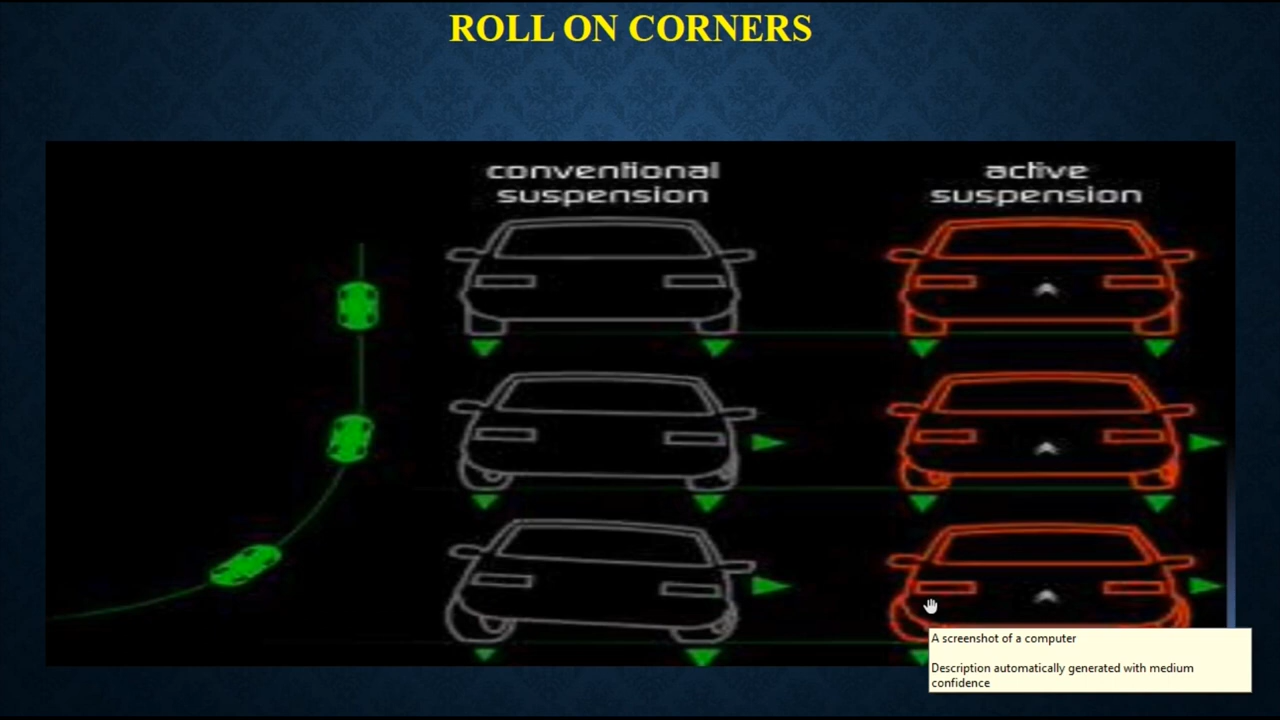 ROLL ON CORNERS
conventional
suspension
active
suspension
A screenshot of a computer
Description automatically generated with medium
confidence